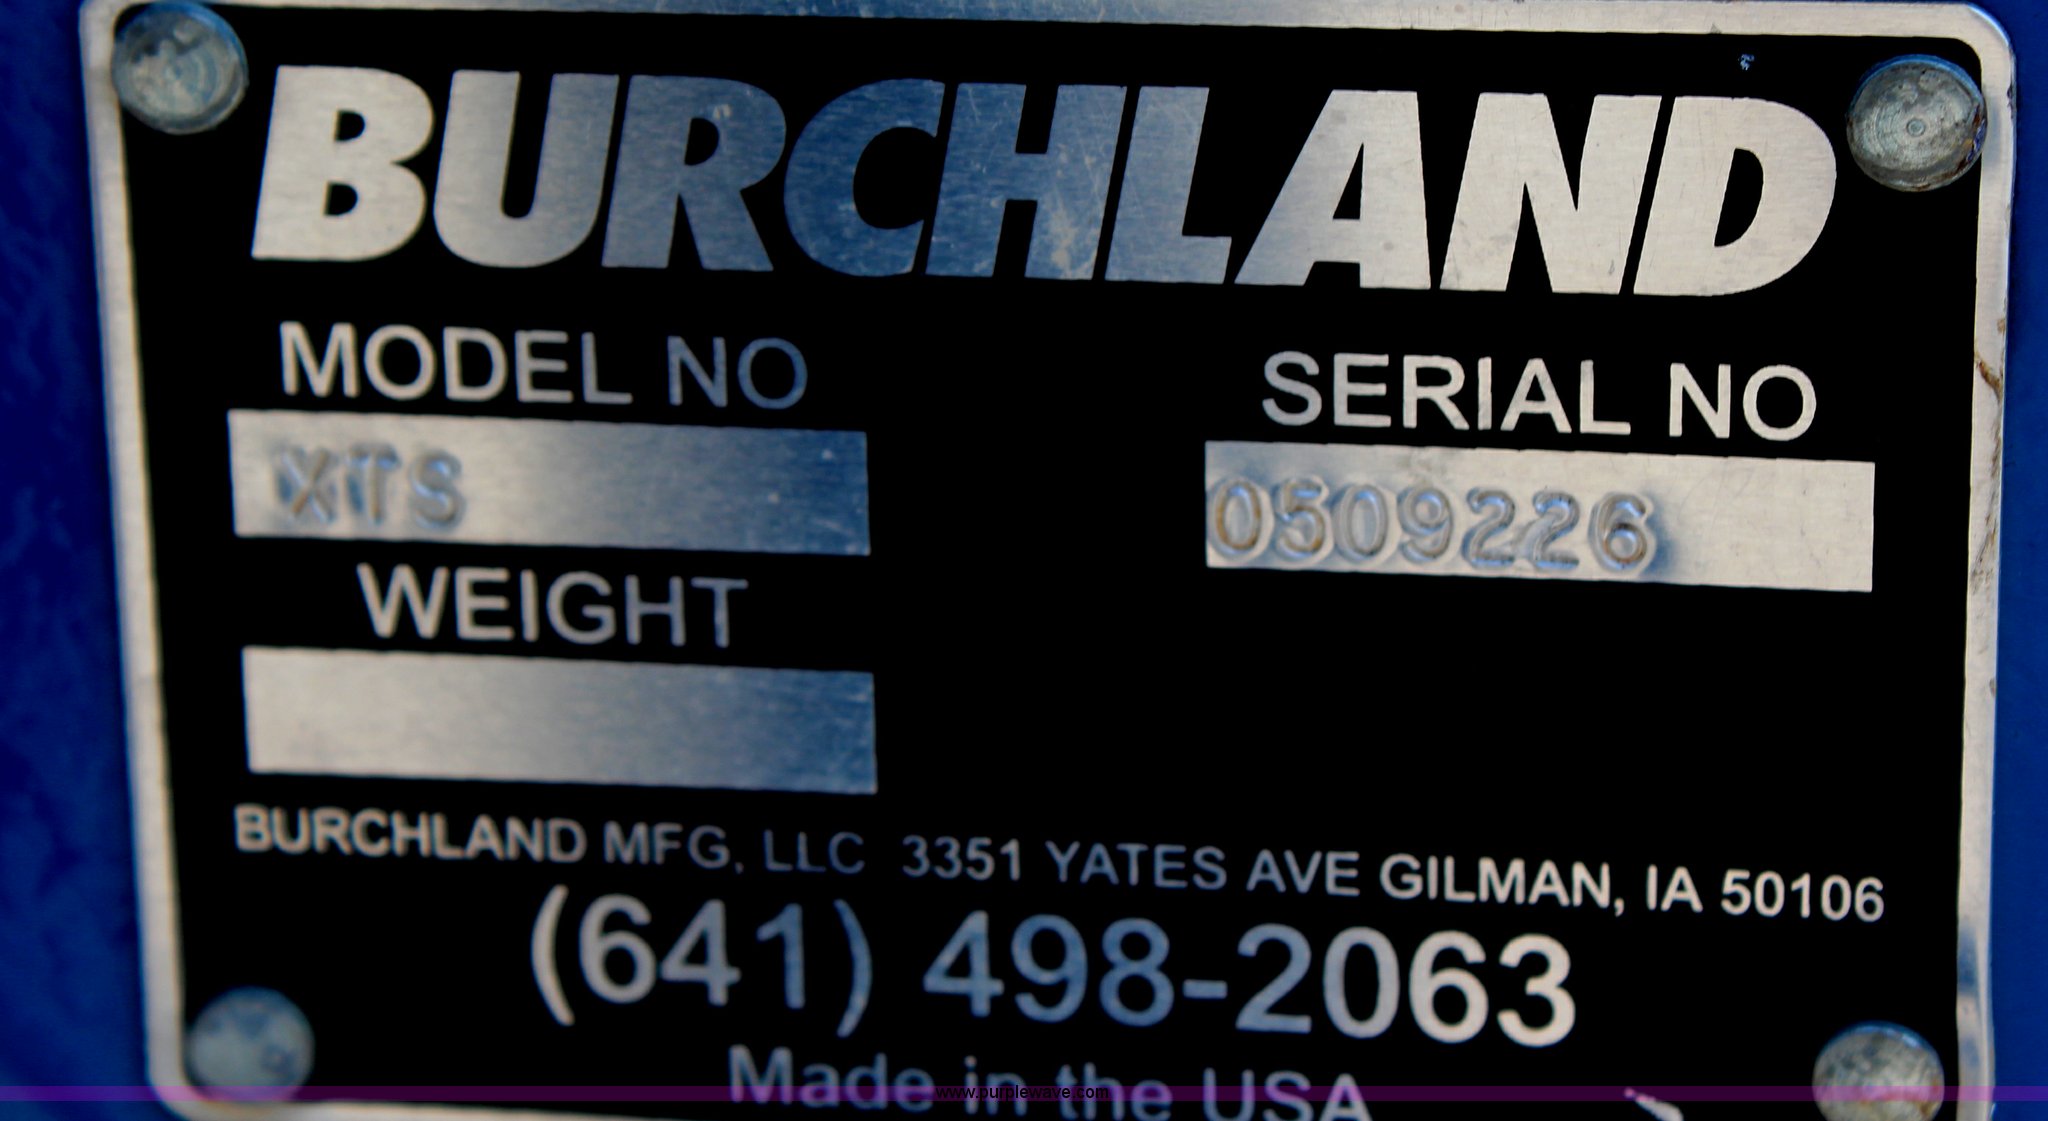 BURCHLAND
MODEL NO SERIAL NO
XTS 0509226
WEIGHT
BURCHLAND MFG, LLC 3351 YATES AVE GILMAN, IA 50106
(641) 498-2063
Made in the USA
www.purplewave.com